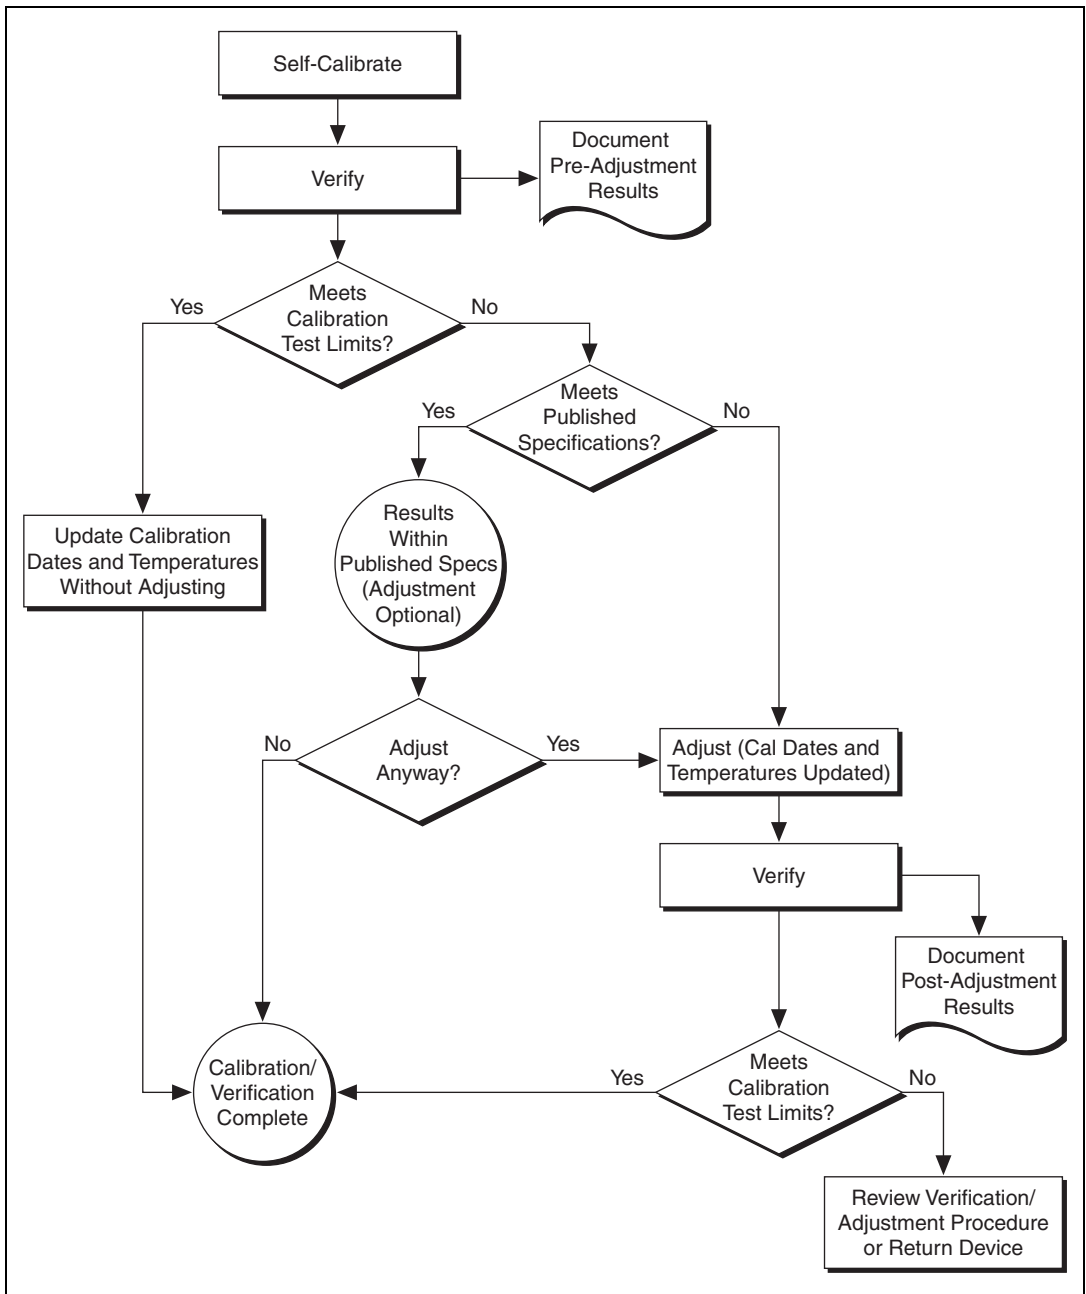 Self-Calibrate
Verify
Document
Pre-Adjustment
Results
Meets
Calibration
Test Limits?
Yes
No
Meets
Published
Specifications?
Yes
No
Update Calibration
Dates and Temperatures
Without Adjusting
Results
Within
Published Specs
(Adjustment
Optional)
Adjust
Anyway?
No
Yes
Adjust (Cal Dates and
Temperatures Updated)
Verify
Document
Post-Adjustment
Results
Calibration/
Verification
Complete
Meets
Calibration
Test Limits?
Yes
No
Review Verification/
Adjustment Procedure
or Return Device